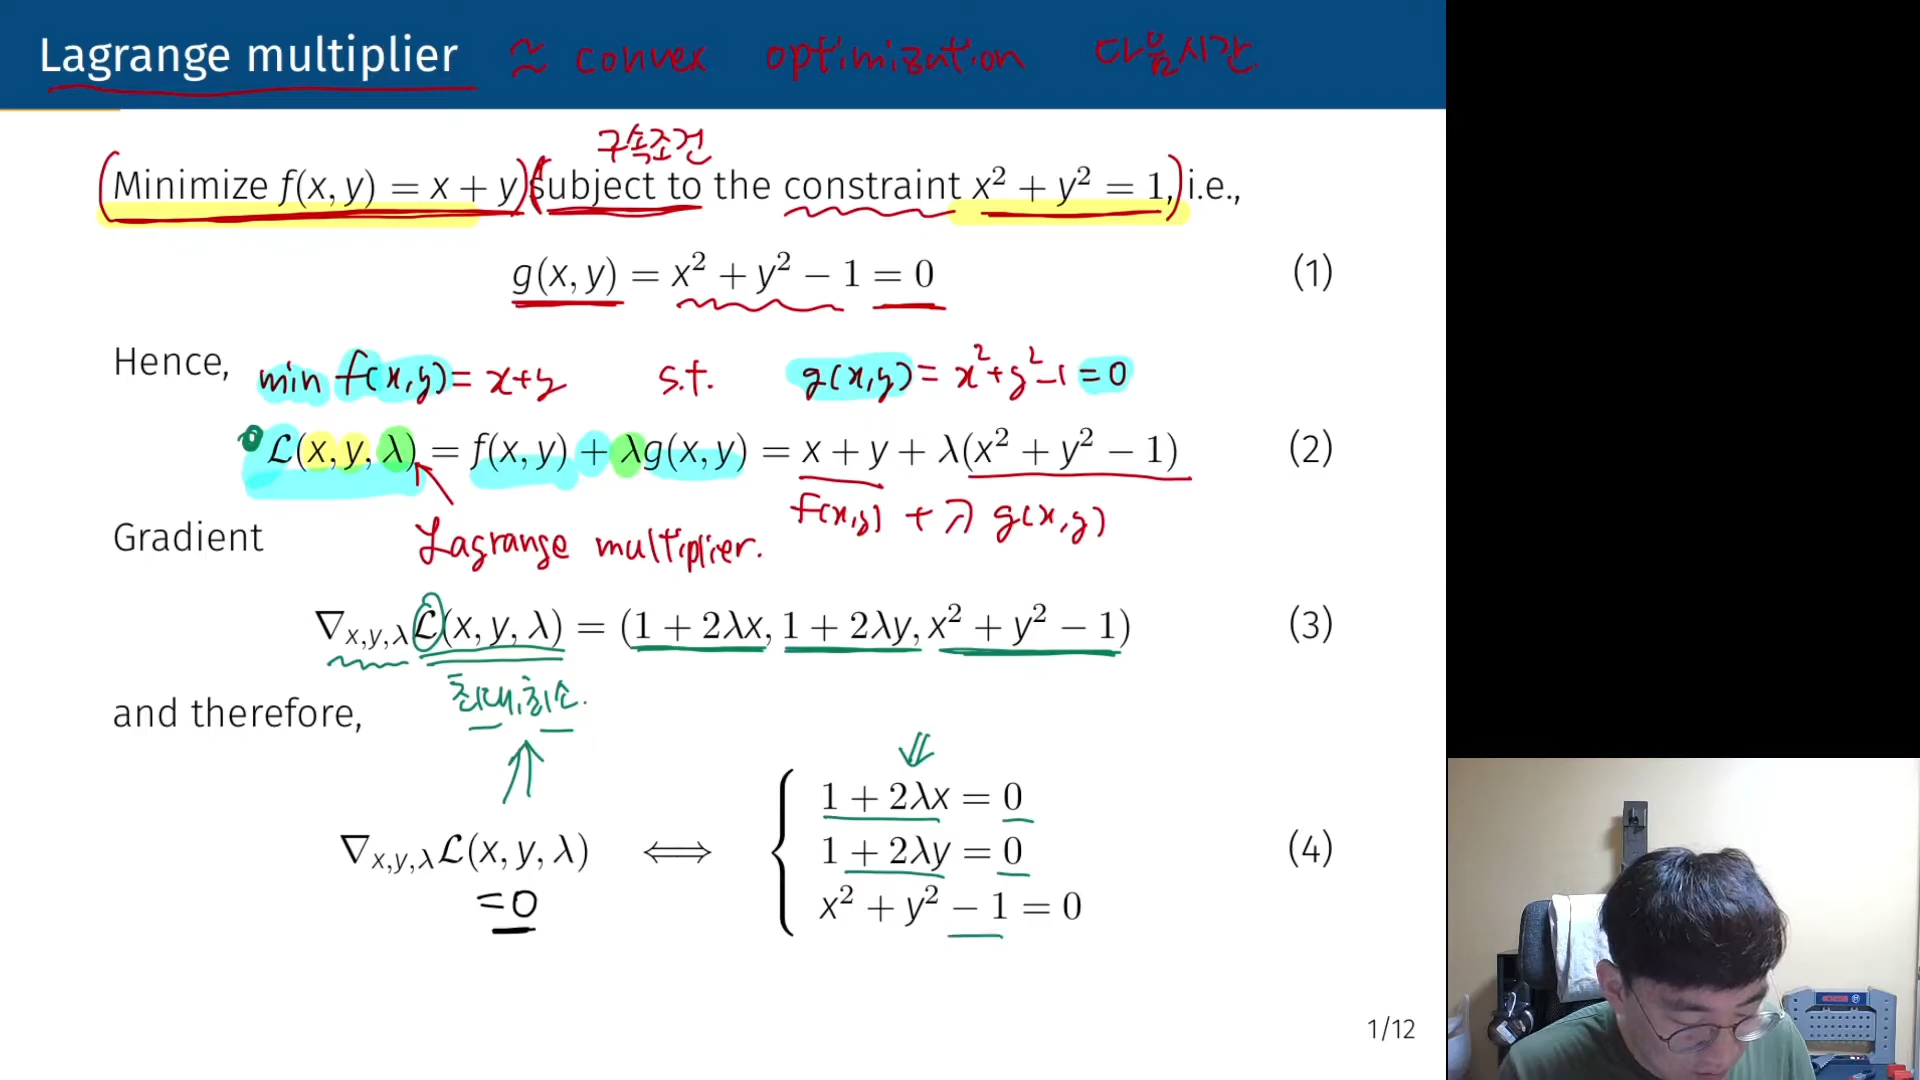 Lagrange multiplier ≈ convex optimization 다음시간.
구속조건
(Minimize f(x, y) = x + y) (subject to the constraint x² + y² = 1,) i.e.,
g(x, y) = x² + y² − 1 = 0 (1)
Hence, min f(x,y) = x+y s.t. g(x,y) = x²+y²−1 = 0
ℒ(x, y, λ) = f(x, y) + λg(x, y) = x + y + λ(x² + y² − 1) (2)
f(x,y) + λ g(x,y)
Gradient Lagrange multiplier.
∇x,y,λ ℒ(x, y, λ) = (1 + 2λx, 1 + 2λy, x² + y² − 1) (3)
최대, 최소.
and therefore,
1 + 2λx = 0
∇x,y,λ ℒ(x, y, λ) ⟺ 1 + 2λy = 0 (4)
=0 x² + y² − 1 = 0
1/12
BOSCH